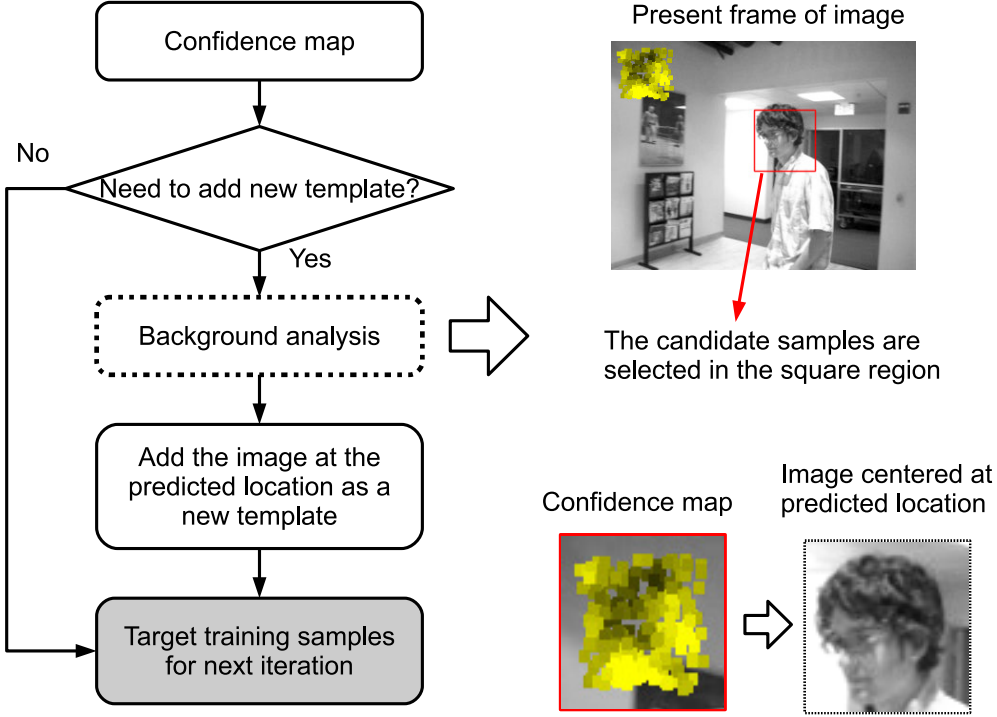 Confidence map
Need to add new template?
No
Yes
Background analysis
Add the image at the
predicted location as a
new template
Target training samples
for next iteration
Present frame of image
The candidate samples are
selected in the square region
Confidence map
Image centered at
predicted location